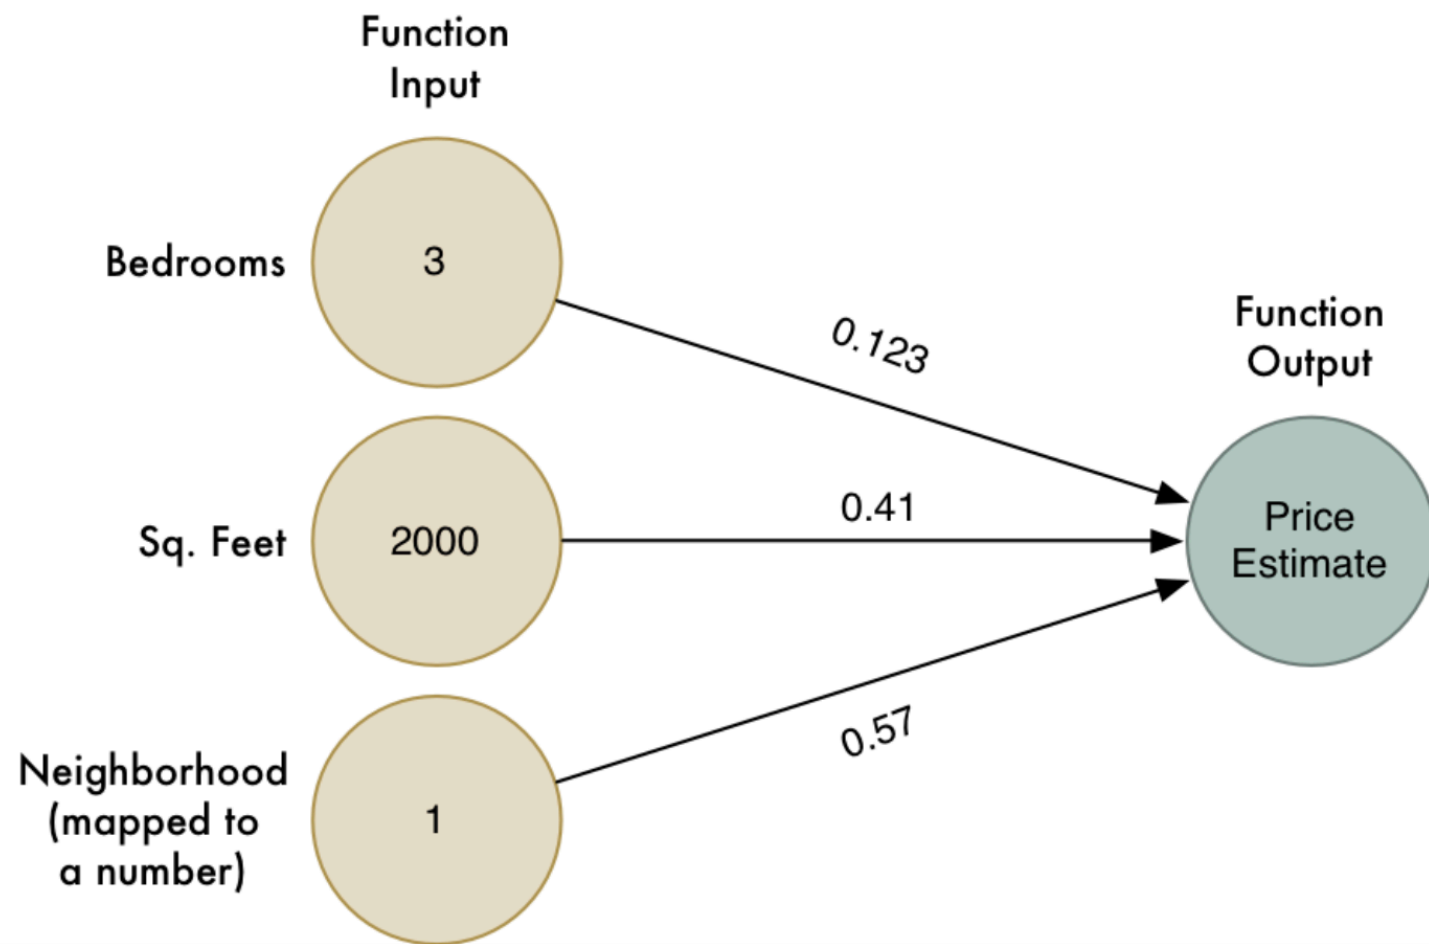 Function
Input
Bedrooms
3
0.123
Function
Output
Sq. Feet
2000
0.41
Price
Estimate
0.57
Neighborhood
(mapped to
a number)
1